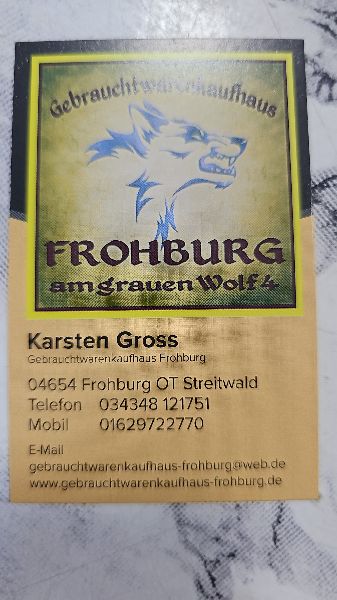 Gebrauchtwarenkaufhaus
FROHBURG
am grauen Wolf 4
Karsten Gross
Gebrauchtwarenkaufhaus Frohburg
04654 Frohburg OT Streitwald
Telefon 034348 121751
Mobil 01629722770
E-Mail
gebrauchtwarenkaufhaus-frohburg@web.de
www.gebrauchtwarenkaufhaus-frohburg.de